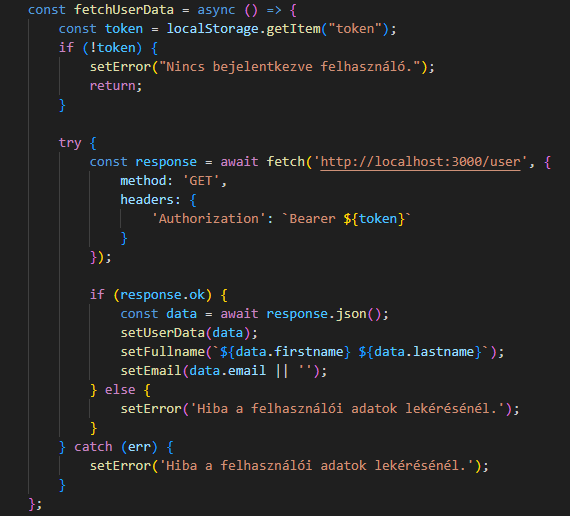 const fetchUserData = async () => {
    const token = localStorage.getItem("token");
    if (!token) {
        setError("Nincs bejelentkezve felhasználó.");
        return;
    }

    try {
        const response = await fetch('http://localhost:3000/user', {
            method: 'GET',
            headers: {
                'Authorization': `Bearer ${token}`
            }
        });

        if (response.ok) {
            const data = await response.json();
            setUserData(data);
            setFullname(`${data.firstname} ${data.lastname}`);
            setEmail(data.email || '');
        } else {
            setError('Hiba a felhasználói adatok lekérésénél.');
        }
    } catch (err) {
        setError('Hiba a felhasználói adatok lekérésénél.');
    }
};